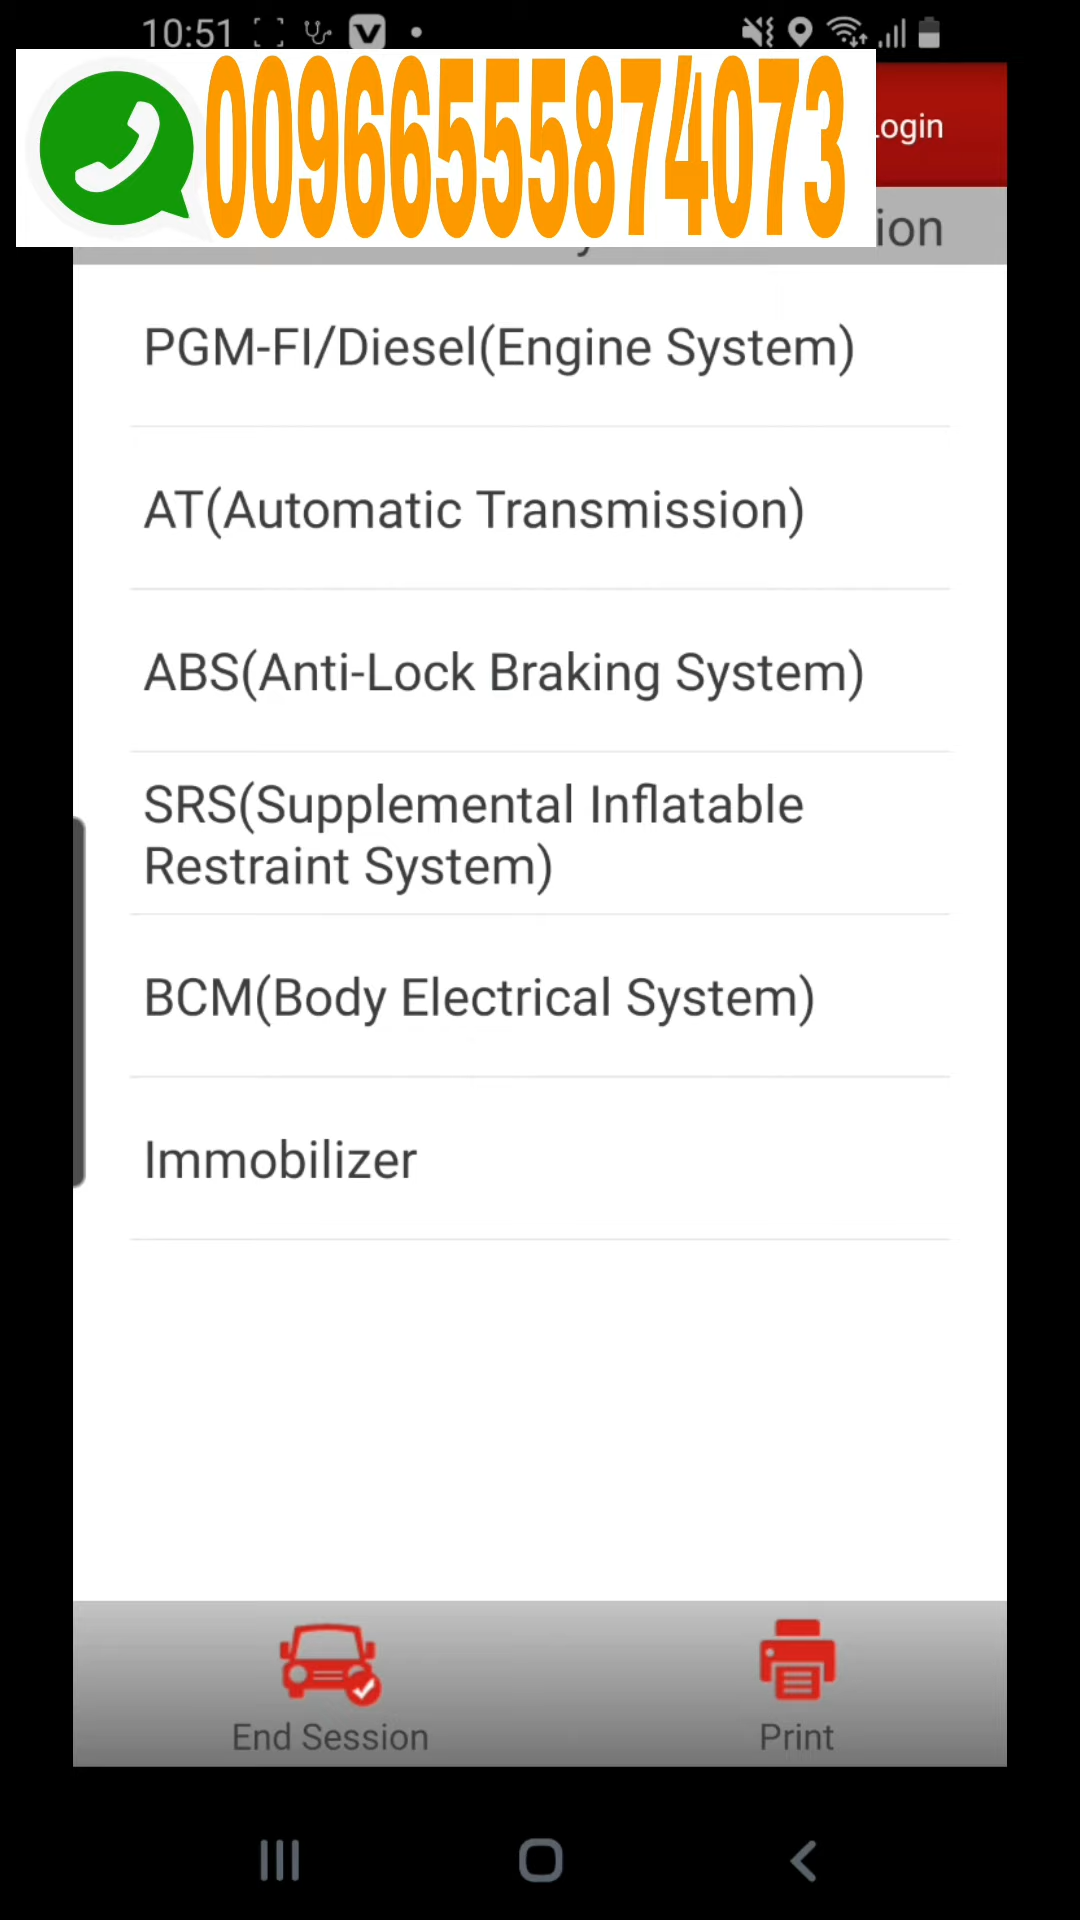 10:51
00966555874073
Login
ion
PGM-FI/Diesel(Engine System)
AT(Automatic Transmission)
ABS(Anti-Lock Braking System)
SRS(Supplemental Inflatable
Restraint System)
BCM(Body Electrical System)
Immobilizer
End Session
Print